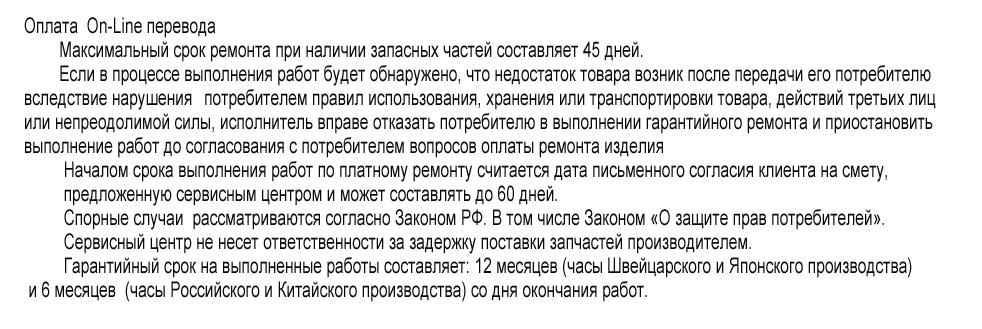 Оплата  On-Line перевода
Максимальный срок ремонта при наличии запасных частей составляет 45 дней.
Если в процессе выполнения работ будет обнаружено, что недостаток товара возник после передачи его потребителю
вследствие нарушения  потребителем правил использования, хранения или транспортировки товара, действий третьих лиц
или непреодолимой силы, исполнитель вправе отказать потребителю в выполнении гарантийного ремонта и приостановить
выполнение работ до согласования с потребителем вопросов оплаты ремонта изделия
Началом срока выполнения работ по платному ремонту считается дата письменного согласия клиента на смету,
предложенную сервисным центром и может составлять до 60 дней.
Спорные случаи  рассматриваются согласно Законом РФ. В том числе Законом «О защите прав потребителей».
Сервисный центр не несет ответственности за задержку поставки запчастей производителем.
Гарантийный срок на выполненные работы составляет: 12 месяцев (часы Швейцарского и Японского производства)
и 6 месяцев  (часы Российского и Китайского производства) со дня окончания работ.